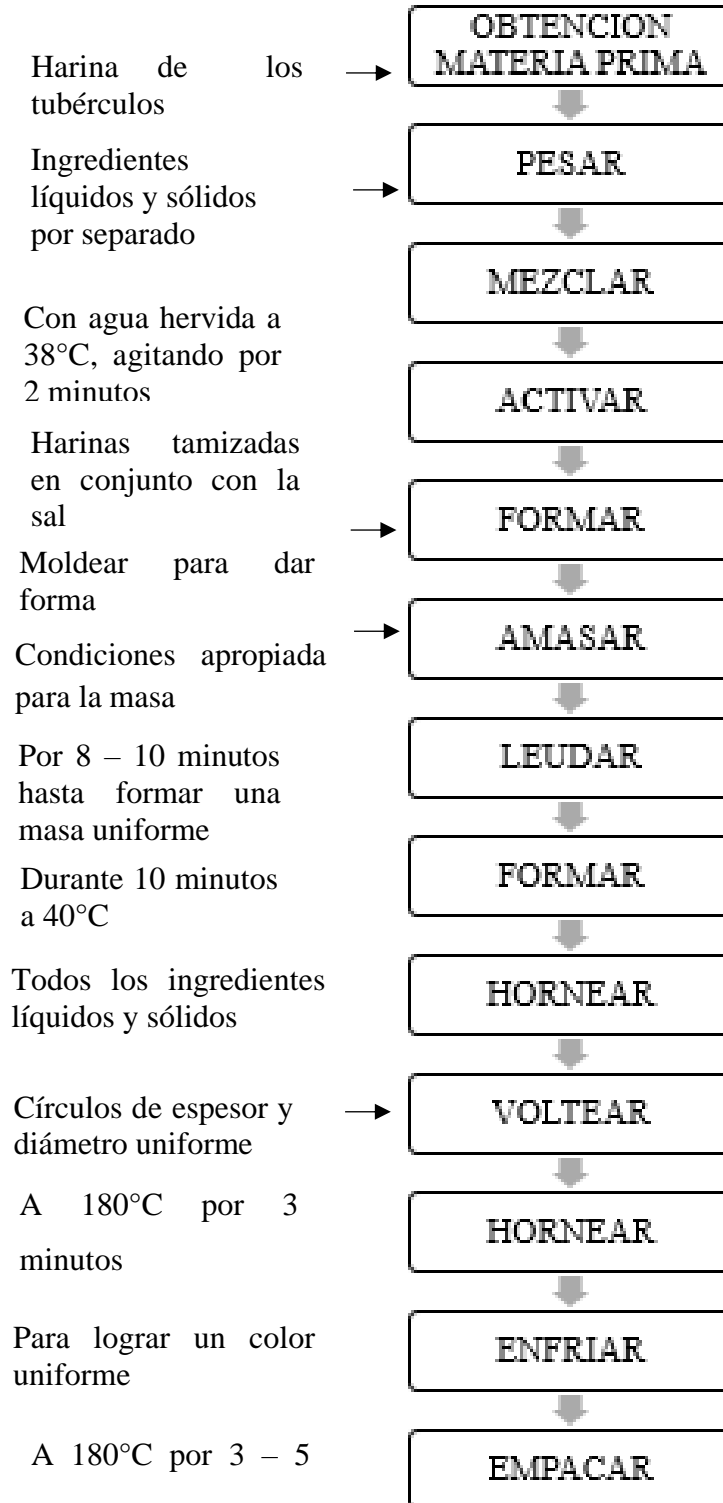 OBTENCION
MATERIA PRIMA
Harina de los
tubérculos
Ingredientes
líquidos y sólidos
por separado
PESAR
MEZCLAR
Con agua hervida a
38°C, agitando por
2 minutos
ACTIVAR
Harinas tamizadas
en conjunto con la
sal
FORMAR
Moldear para dar
forma
AMASAR
Condiciones apropiada
para la masa
LEUDAR
Por 8 – 10 minutos
hasta formar una
masa uniforme
FORMAR
Durante 10 minutos
a 40°C
Todos los ingredientes
líquidos y sólidos
HORNEAR
Círculos de espesor y
diámetro uniforme
VOLTEAR
A 180°C por 3
minutos
HORNEAR
Para lograr un color
uniforme
ENFRIAR
A 180°C por 3 – 5
EMPACAR